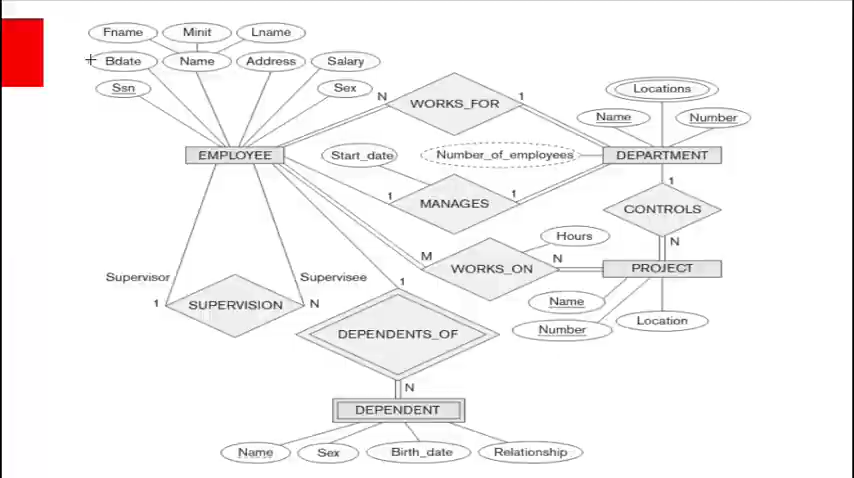 Fname
Minit
Lname
Bdate
Name
Address
Salary
Ssn
Sex
N
WORKS_FOR
1
Locations
Name
Number
EMPLOYEE
Start_date
Number_of_employees
DEPARTMENT
1
MANAGES
1
1
CONTROLS
N
Hours
M
WORKS_ON
N
PROJECT
Supervisor
Supervisee
1
SUPERVISION
N
1
Name
Number
Location
DEPENDENTS_OF
N
DEPENDENT
Name
Sex
Birth_date
Relationship